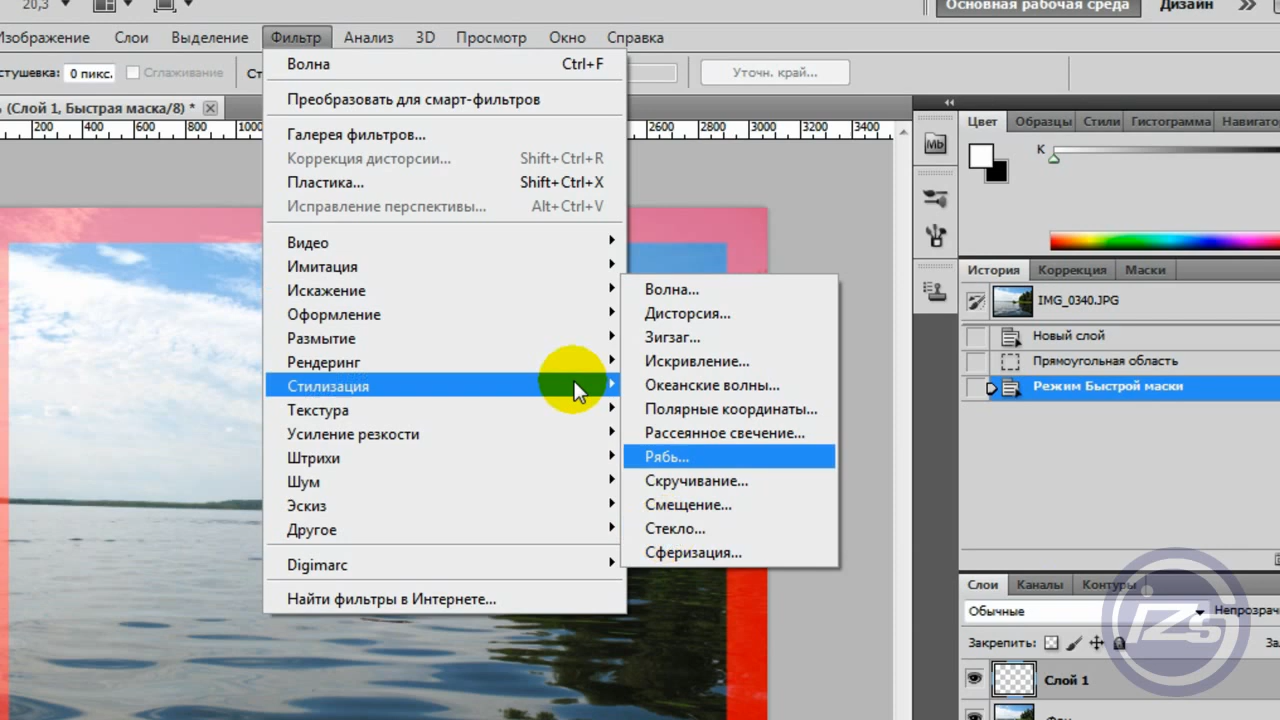 20,3
Основная рабочая среда
Дизайн
Изображение Слои Выделение Фильтр Анализ 3D Просмотр Окно Справка
0 пикс.
Сглаживание
Уточн. край...
(Слой 1, Быстрая маска/8) *
200 400 600 800 1000 2600 2800 3000 3200 3400
Волна Ctrl+F
Преобразовать для смарт-фильтров
Галерея фильтров...
Коррекция дисторсии... Shift+Ctrl+R
Пластика... Shift+Ctrl+X
Исправление перспективы... Alt+Ctrl+V
Видео
Имитация
Искажение
Оформление
Размытие
Рендеринг
Стилизация
Текстура
Усиление резкости
Штрихи
Шум
Эскиз
Другое
Digimarc
Найти фильтры в Интернете...
Волна...
Дисторсия...
Зигзаг...
Искривление...
Океанские волны...
Полярные координаты...
Рассеянное свечение...
Рябь...
Скручивание...
Смещение...
Стекло...
Сферизация...
Mb
Цвет Образцы Стили Гистограмма Навигатор
K
История Коррекция Маски
IMG_0340.JPG
Новый слой
Прямоугольная область
Режим Быстрой маски
Слои Каналы Контуры
Обычные
Непрозрач
Закрепить:
Слой 1
iZs